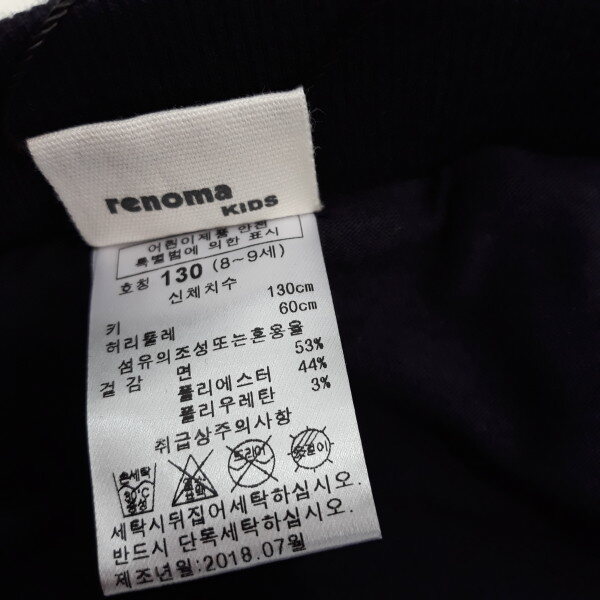 renoma
KIDS
어린이제품 안전
특별법에 의한 표시
호칭 130 (8~9세)
신체치수
키 130cm
허리둘레 60cm
섬유의조성또는혼용율
겉감 면 53%
폴리에스터 44%
폴리우레탄 3%
취급상주의사항
손세탁 드라이
30℃
중성
세탁시뒤집어세탁하십시오.
반드시 단독세탁하십시오.
제조년월:2018.07월